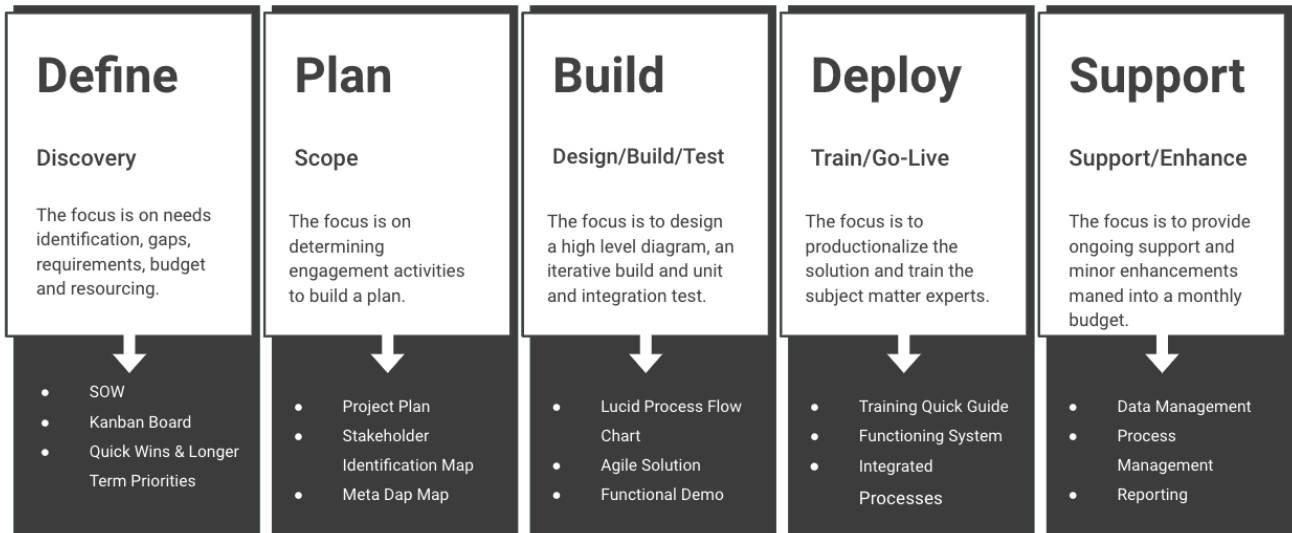 Define
Discovery
The focus is on needs
identification, gaps,
requirements, budget
and resourcing.
SOW
Kanban Board
Quick Wins & Longer
Term Priorities
Plan
Scope
The focus is on
determining
engagement activities
to build a plan.
Project Plan
Stakeholder
Identification Map
Meta Dap Map
Build
Design/Build/Test
The focus is to design
a high level diagram, an
iterative build and unit
and integration test.
Lucid Process Flow
Chart
Agile Solution
Functional Demo
Deploy
Train/Go-Live
The focus is to
productionalize the
solution and train the
subject matter experts.
Training Quick Guide
Functioning System
Integrated
Processes
Support
Support/Enhance
The focus is to provide
ongoing support and
minor enhancements
maned into a monthly
budget.
Data Management
Process
Management
Reporting